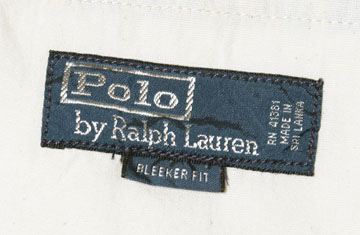 Polo
by Ralph Lauren
RN 41381
MADE IN
SRI LANKA
BLEEKER FIT